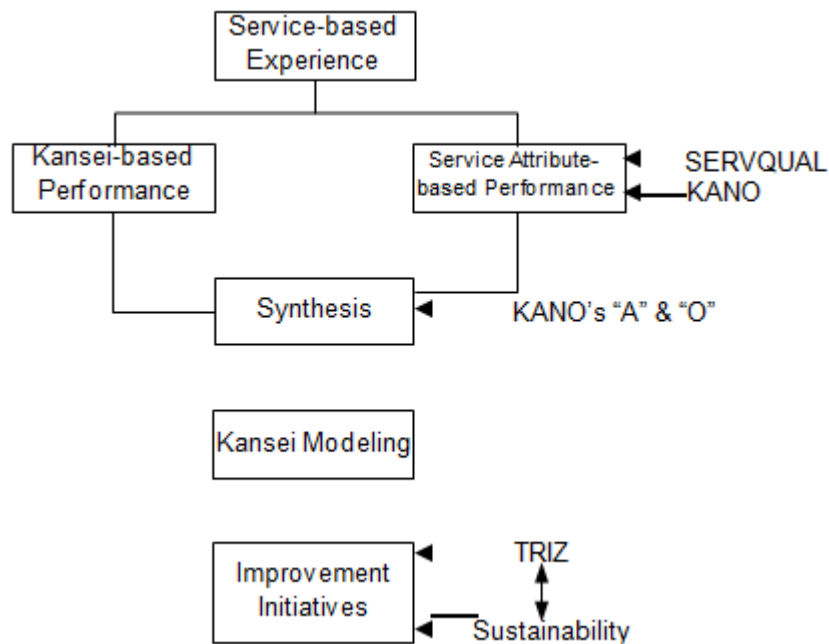 Service-based
Experience
Kansei-based
Performance
Service Attribute-
based Performance
SERVQUAL
KANO
Synthesis
KANO’s “A” & “O”
Kansei Modeling
Improvement
Initiatives
TRIZ
Sustainability